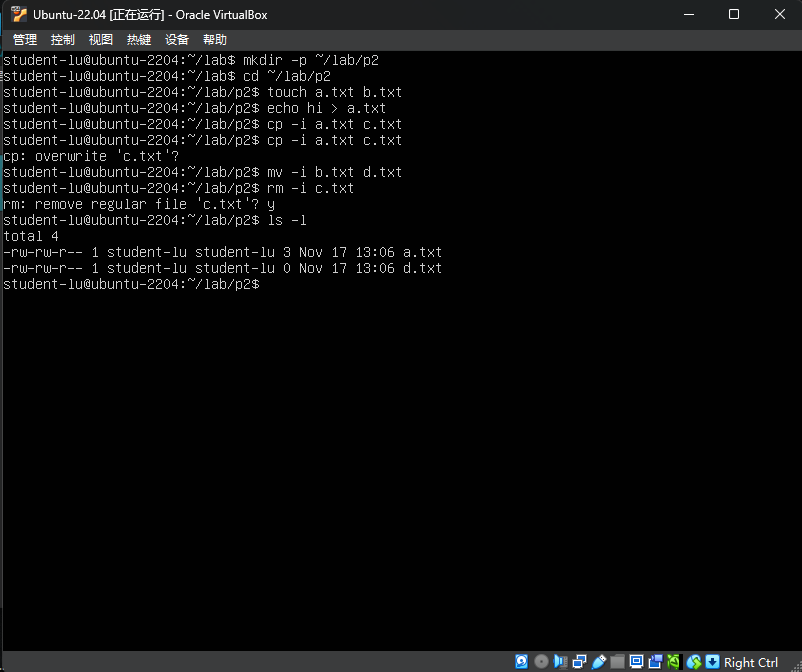 Ubuntu-22.04 [正在运行] - Oracle VirtualBox
管理 控制 视图 热键 设备 帮助
student-lu@ubuntu-2204:~/lab$ mkdir -p ~/lab/p2
student-lu@ubuntu-2204:~/lab$ cd ~/lab/p2
student-lu@ubuntu-2204:~/lab/p2$ touch a.txt b.txt
student-lu@ubuntu-2204:~/lab/p2$ echo hi > a.txt
student-lu@ubuntu-2204:~/lab/p2$ cp -i a.txt c.txt
student-lu@ubuntu-2204:~/lab/p2$ cp -i a.txt c.txt
cp: overwrite 'c.txt'?
student-lu@ubuntu-2204:~/lab/p2$ mv -i b.txt d.txt
student-lu@ubuntu-2204:~/lab/p2$ rm -i c.txt
rm: remove regular file 'c.txt'? y
student-lu@ubuntu-2204:~/lab/p2$ ls -l
total 4
-rw-rw-r-- 1 student-lu student-lu 3 Nov 17 13:06 a.txt
-rw-rw-r-- 1 student-lu student-lu 0 Nov 17 13:06 d.txt
student-lu@ubuntu-2204:~/lab/p2$
Right Ctrl